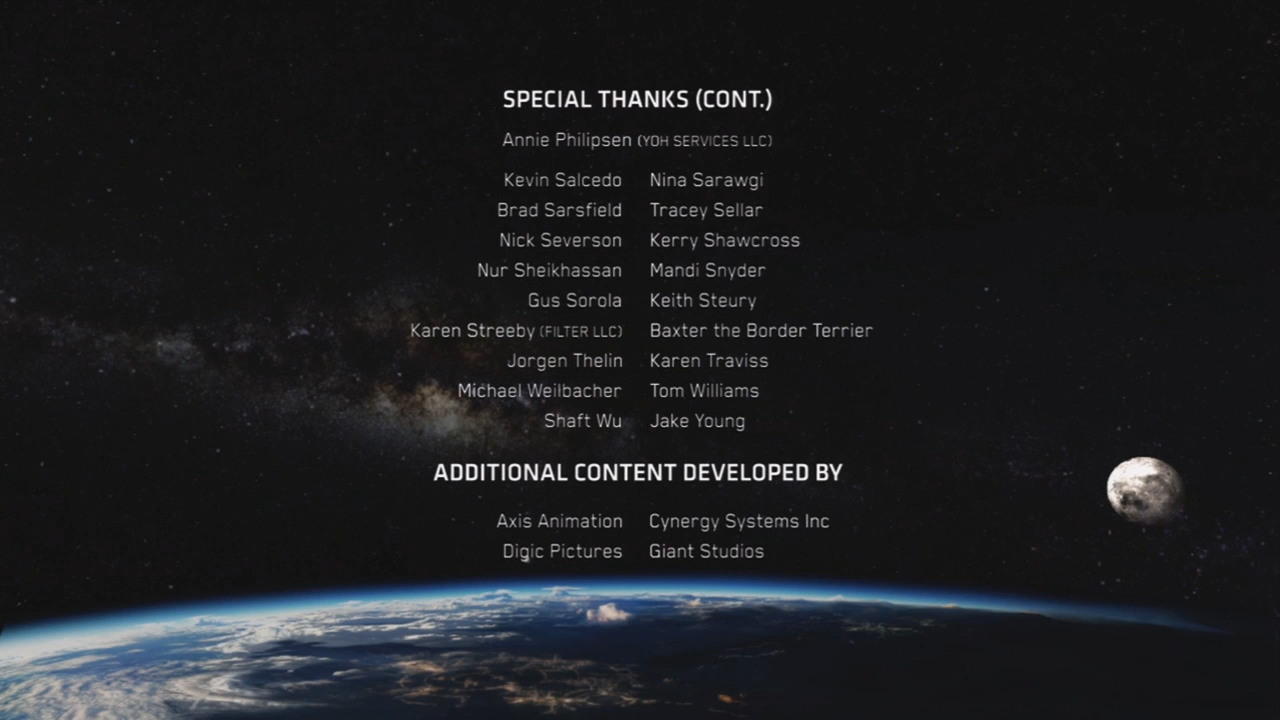 SPECIAL THANKS (CONT.)
Annie Philipsen (YOH SERVICES LLC)
Kevin Salcedo Nina Sarawgi
Brad Sarsfield Tracey Sellar
Nick Severson Kerry Shawcross
Nur Sheikhassan Mandi Snyder
Gus Sorola Keith Steury
Karen Streeby (FILTER LLC) Baxter the Border Terrier
Jorgen Thelin Karen Traviss
Michael Weilbacher Tom Williams
Shaft Wu Jake Young
ADDITIONAL CONTENT DEVELOPED BY
Axis Animation Cynergy Systems Inc
Digic Pictures Giant Studios